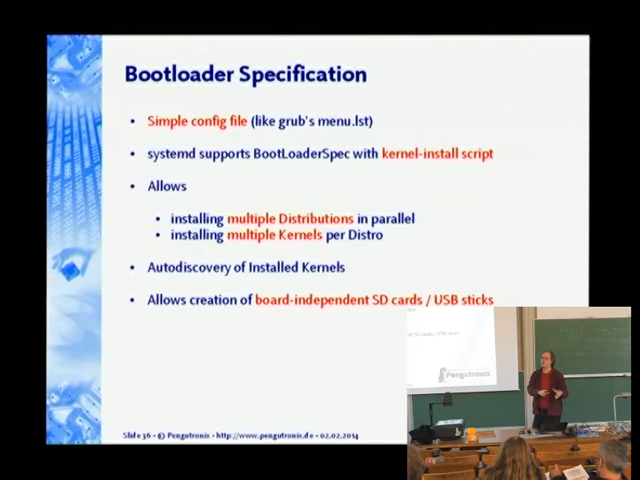 Bootloader Specification
• Simple config file (like grub's menu.lst)
• systemd supports BootLoaderSpec with kernel-install script
• Allows
• installing multiple Distributions in parallel
• installing multiple Kernels per Distro
• Autodiscovery of Installed Kernels
• Allows creation of board-independent SD cards / USB sticks
Slide 36 - © Pengutronix - http://www.pengutronix.de - 02.02.2014
Pengutronix